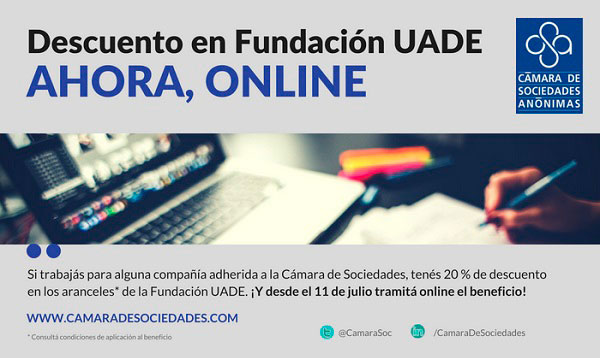 Descuento en Fundación UADE
AHORA, ONLINE
CÁMARA DE
SOCIEDADES
ANÓNIMAS
Si trabajás para alguna compañía adherida a la Cámara de Sociedades, tenés 20 % de descuento
en los aranceles* de la Fundación UADE. ¡Y desde el 11 de julio tramitá online el beneficio!
WWW.CAMARADESOCIEDADES.COM
* Consultá condiciones de aplicación al beneficio
@CamaraSoc
/CamaraDeSociedades